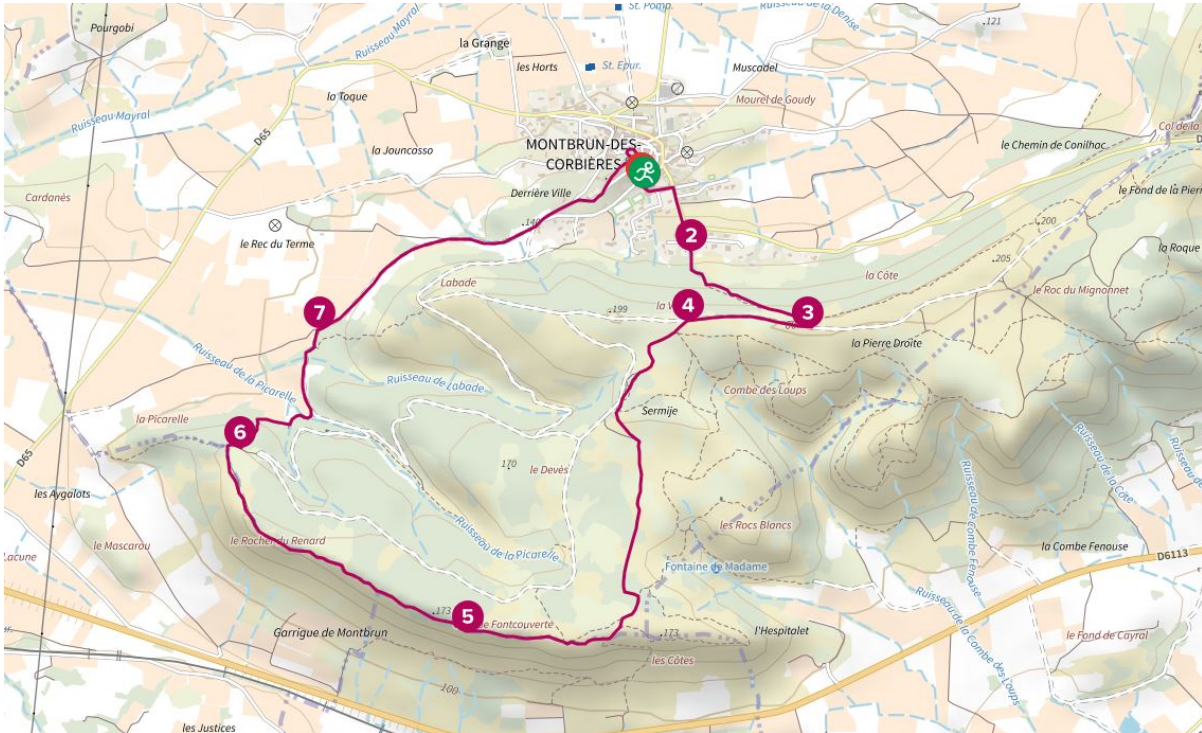 St. Pomp.
Ruisseau de la Denise
.121
Pourgobi
Ruisseau Mayral
la Grange
les Horts
St. Epur.
Muscadel
la Toque
Mourel de Goudy
Ruisseau Mayral
D65
MONTBRUN-DES-
CORBIÈRES
la Jouncasso
le Chemin de Conilhac
Col de la
D
Cardanès
Derrière Ville
le Fond de la Pierre
.140
le Rec du Terme
2
.200
la Roque
.205
la Côte
Labade
le Roc du Mignonnet
7
.199
la V
4
3
la Pierre Droite
Ruisseau de la Picarelle
Ruisseau de Labade
Combe des Loups
la Picarelle
Sermije
6
D65
170
le Devès
Ruisseau de la Côte
les Aygalots
les Rocs Blancs
Ruisseau de Combe Fenouse
le Mascarou
le Rocher du Renard
Ruisseau de la Picarelle
la Combe Fenouse
D6113
Lacune
Fontaine de Madame
.173
5
de Fontcouverte
Garrigue de Montbrun
.173
l'Hespitalet
Ruisseau de la Combe des Loups
le Fond de Cayral
les Côtes
100
les Justices